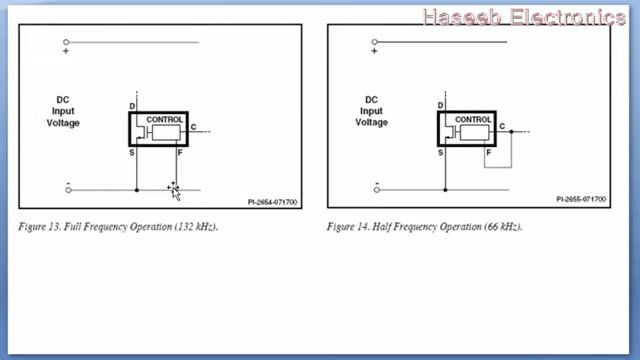 Haseeb Electronics
+
DC
Input
Voltage
D
CONTROL
C
S
F
-
PI-2654-071700
Figure 13. Full Frequency Operation (132 kHz).
+
DC
Input
Voltage
D
CONTROL
C
S
F
-
PI-2655-071700
Figure 14. Half Frequency Operation (66 kHz).